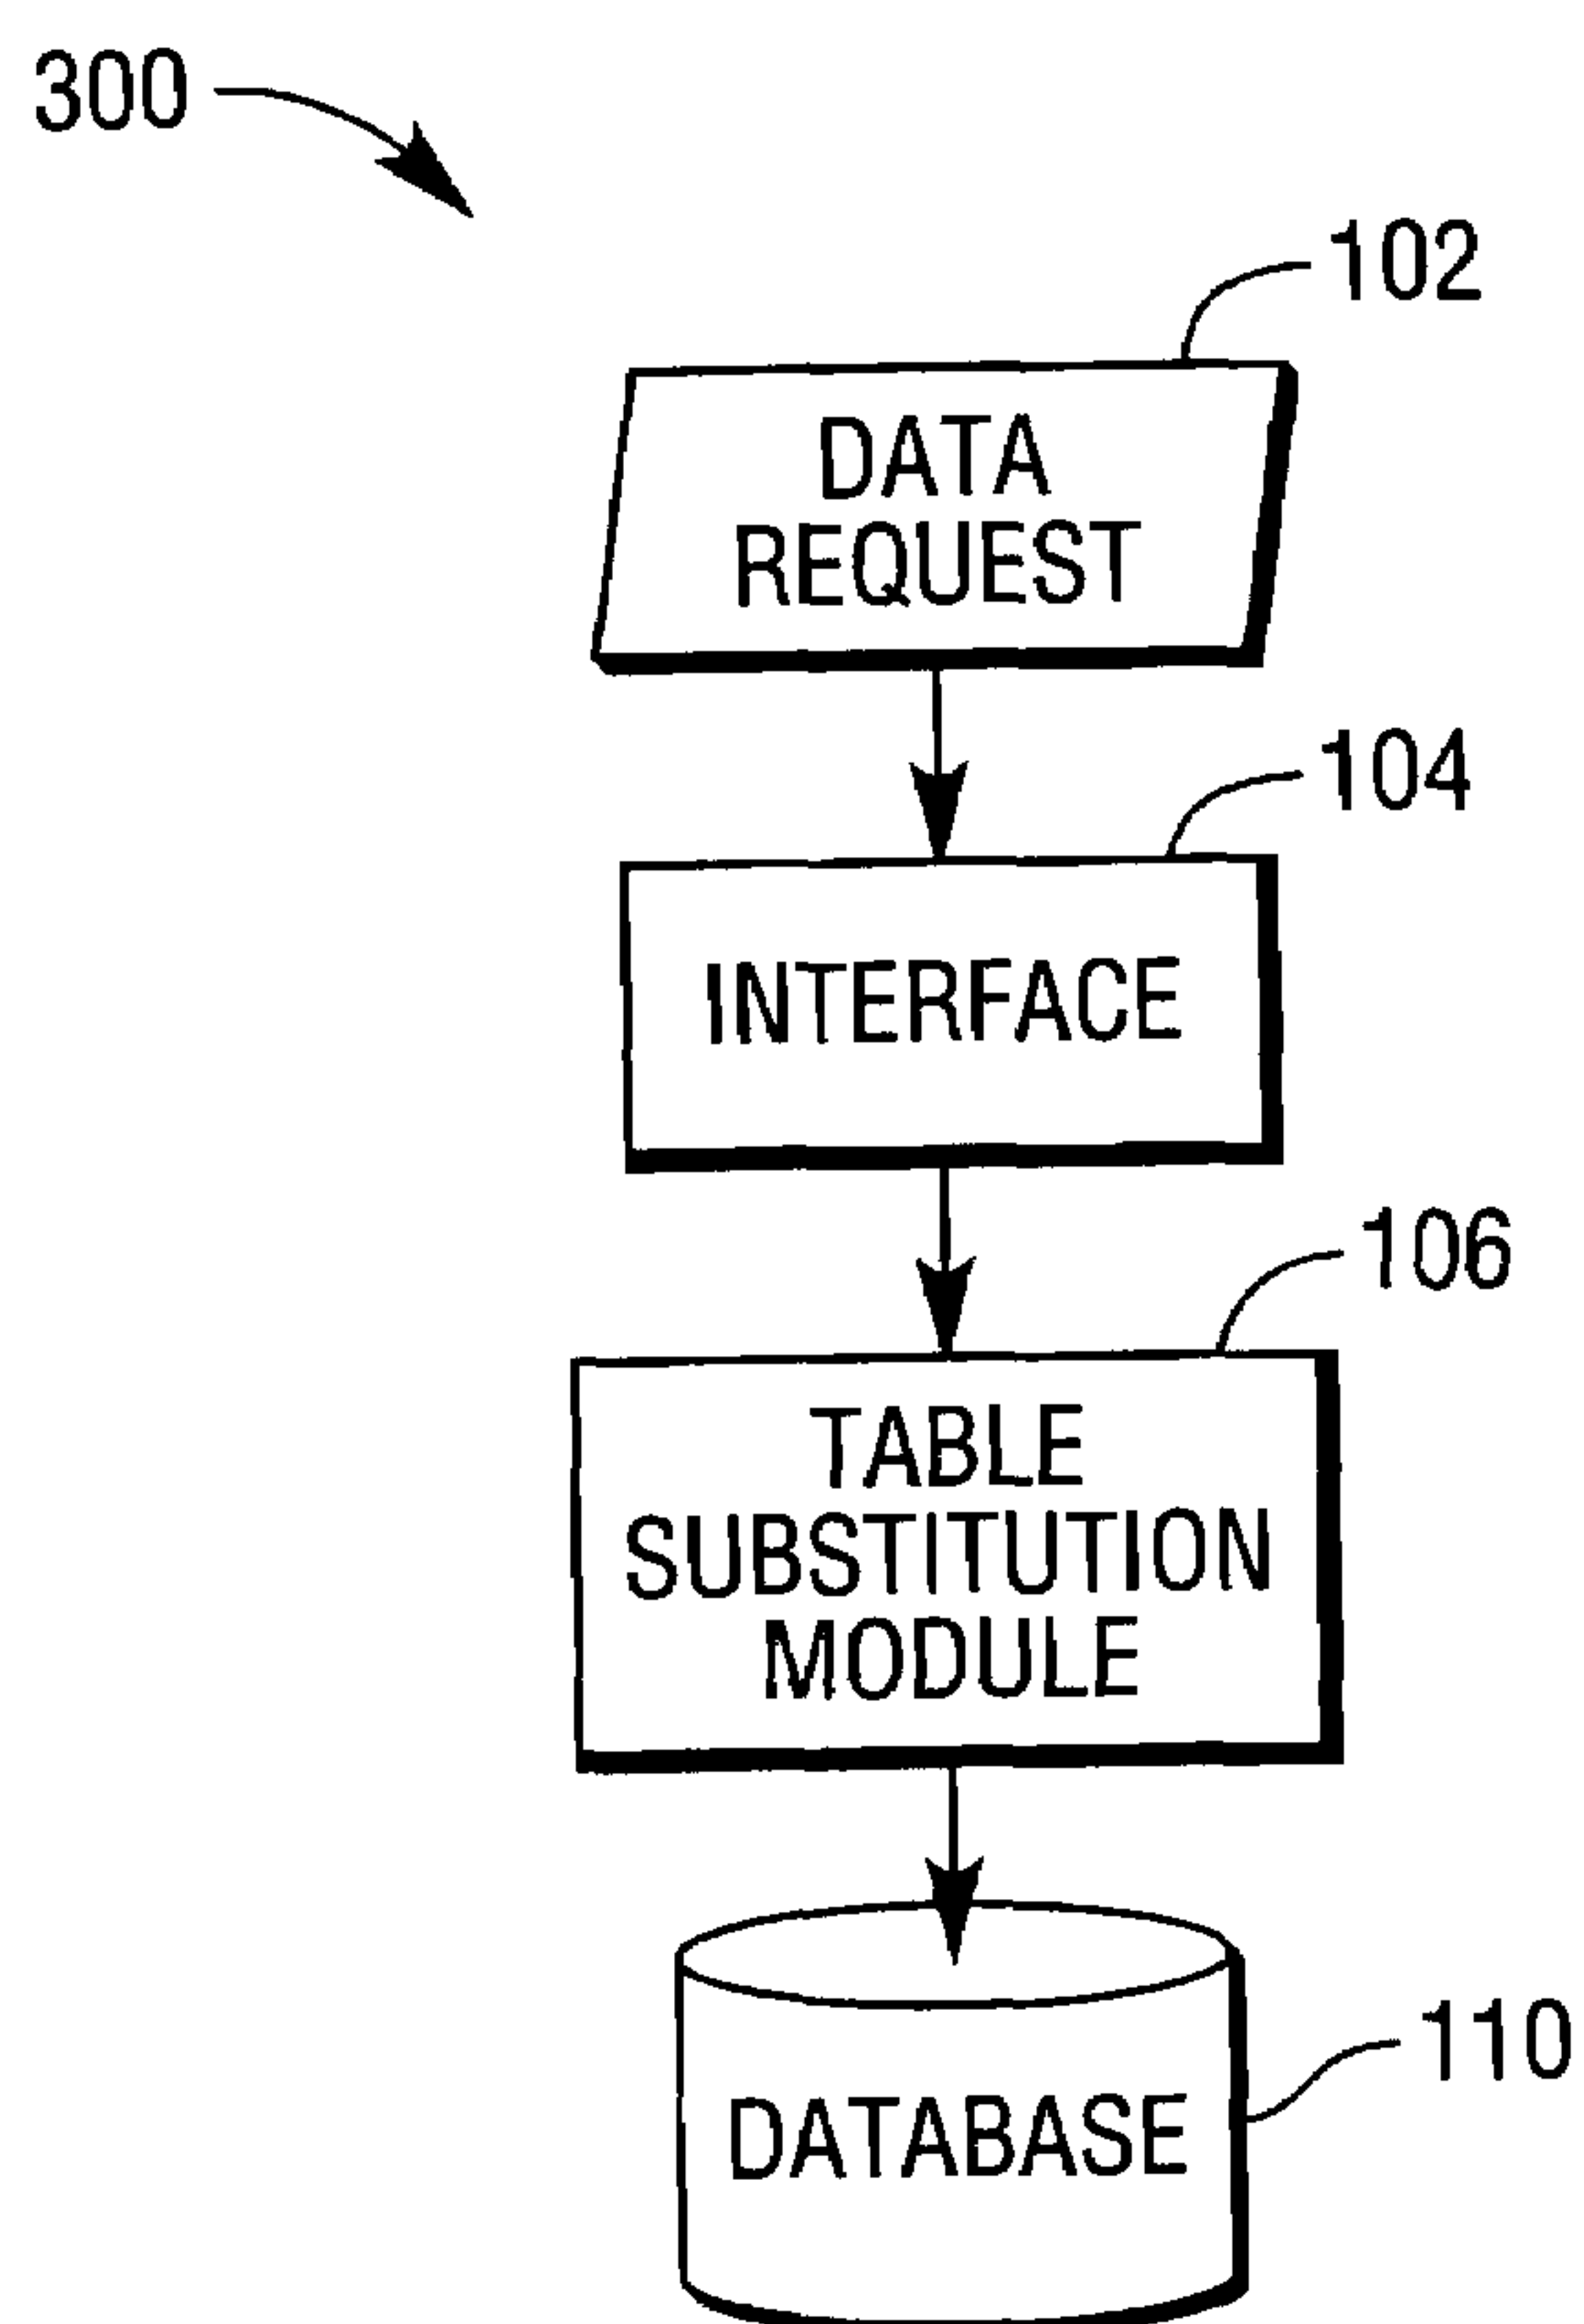 300
102
DATA
REQUEST
104
INTERFACE
106
TABLE
SUBSTITUTION
MODULE
110
DATABASE